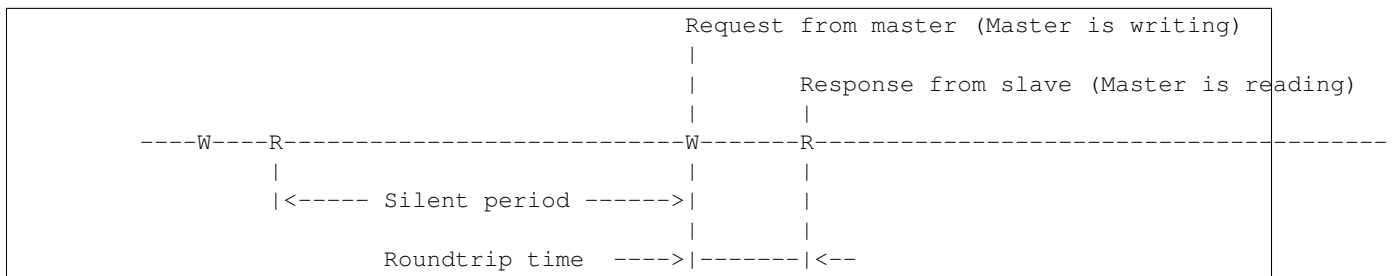 Request from master (Master is writing)
                                      |
                                      |       Response from slave (Master is reading)
                                      |       |
----W----R----------------------------W-------R----------------------------------------
         |                            |       |
         |<----- Silent period ------>|       |
                                      |       |
                 Roundtrip time  ---->|-------|<--